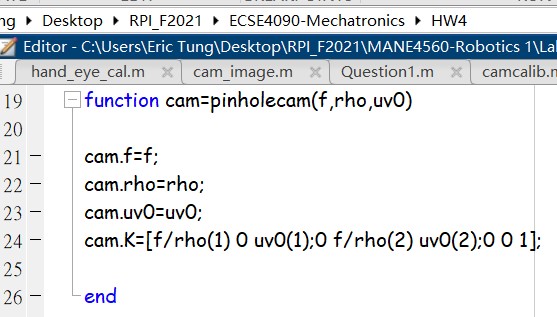 ng › Desktop › RPI_F2021 › ECSE4090-Mechatronics › HW4
Editor - C:\Users\Eric Tung\Desktop\RPI_F2021\MANE4560-Robotics 1\La
hand_eye_cal.m × cam_image.m × Question1.m × camcalib.m
19 function cam=pinholecam(f,rho,uv0)
20
21 — cam.f=f;
22 — cam.rho=rho;
23 — cam.uv0=uv0;
24 — cam.K=[f/rho(1) 0 uv0(1);0 f/rho(2) uv0(2);0 0 1];
25
26 — end